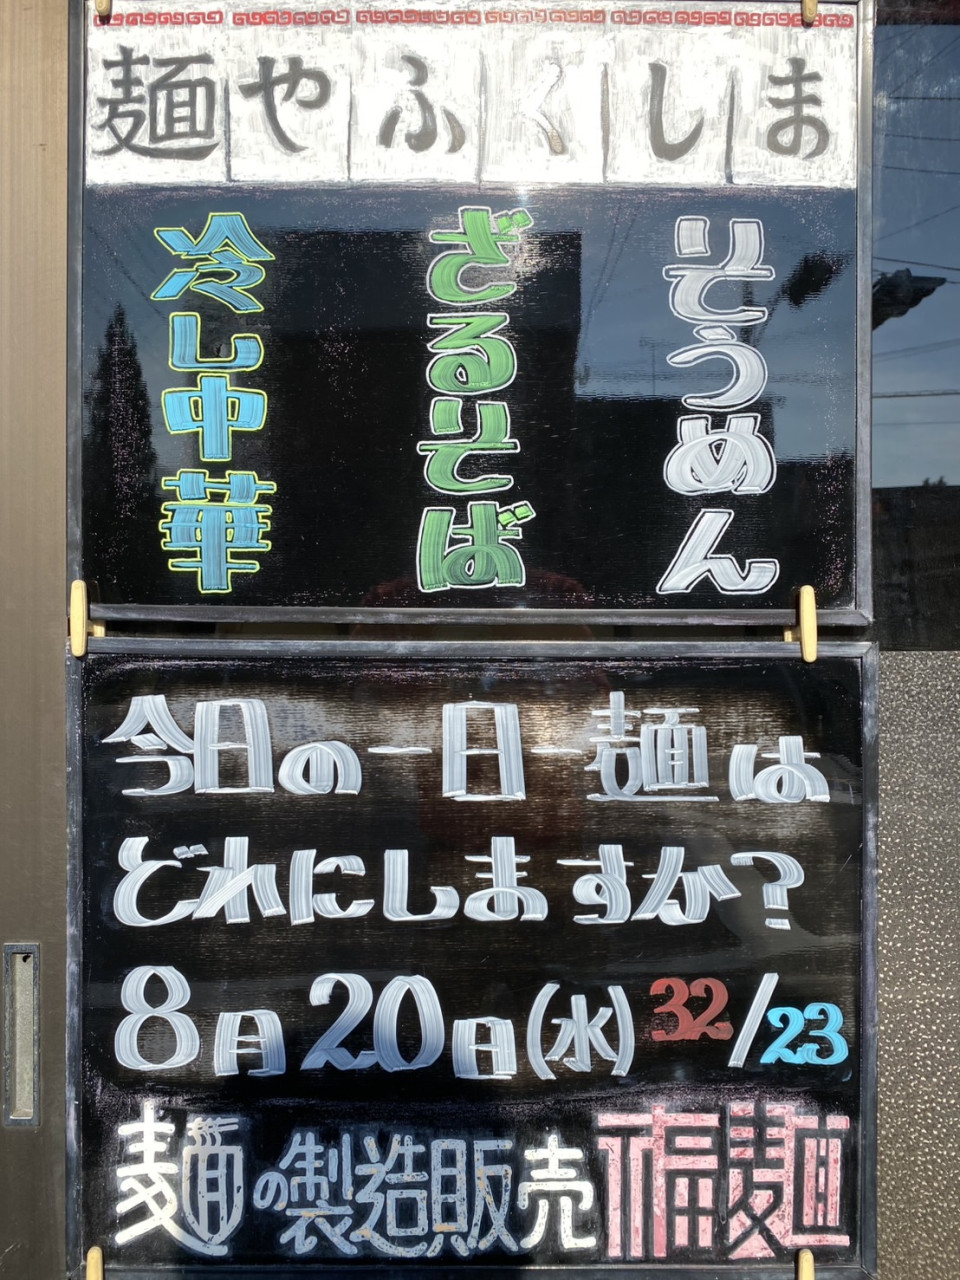 麺やふくしま
そうめん
ざるそば
冷し中華
今日の一日一麺は
どれにしますか？
8月20日(水) 32/23
麺の製造販売 福麺